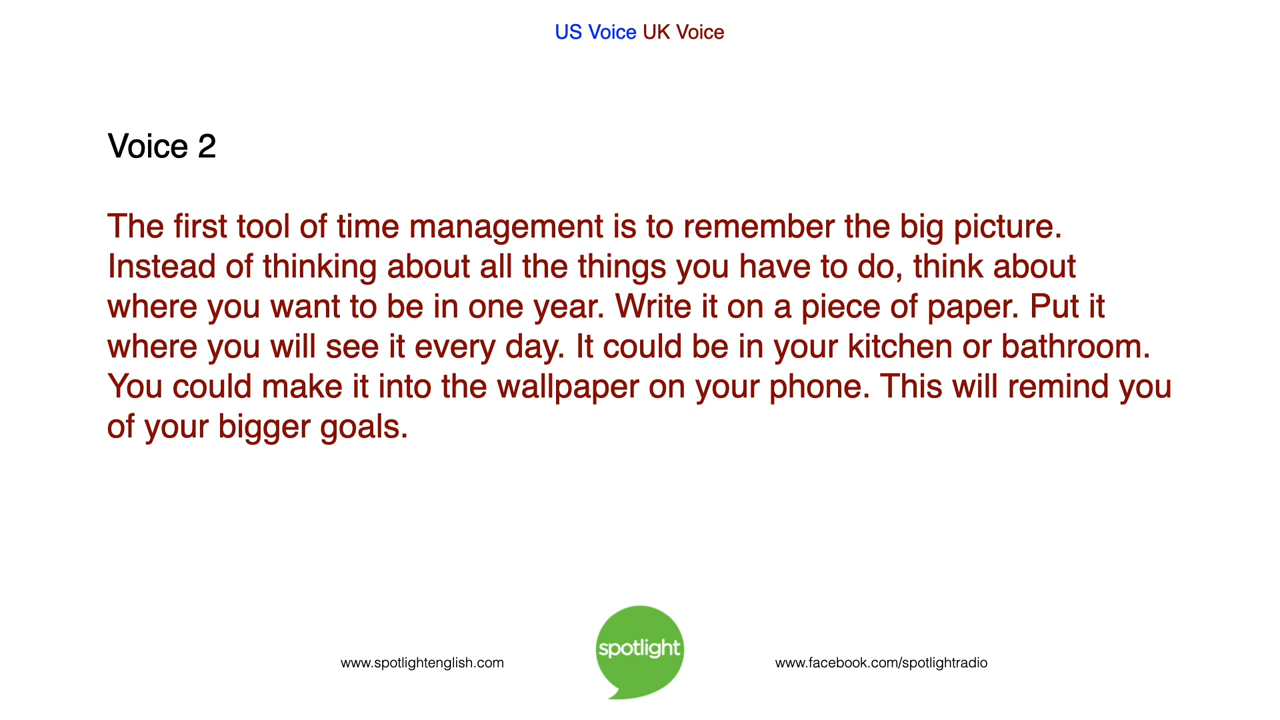 US Voice UK Voice
Voice 2
The first tool of time management is to remember the big picture.
Instead of thinking about all the things you have to do, think about
where you want to be in one year. Write it on a piece of paper. Put it
where you will see it every day. It could be in your kitchen or bathroom.
You could make it into the wallpaper on your phone. This will remind you
of your bigger goals.
www.spotlightenglish.com
spotlight
www.facebook.com/spotlightradio